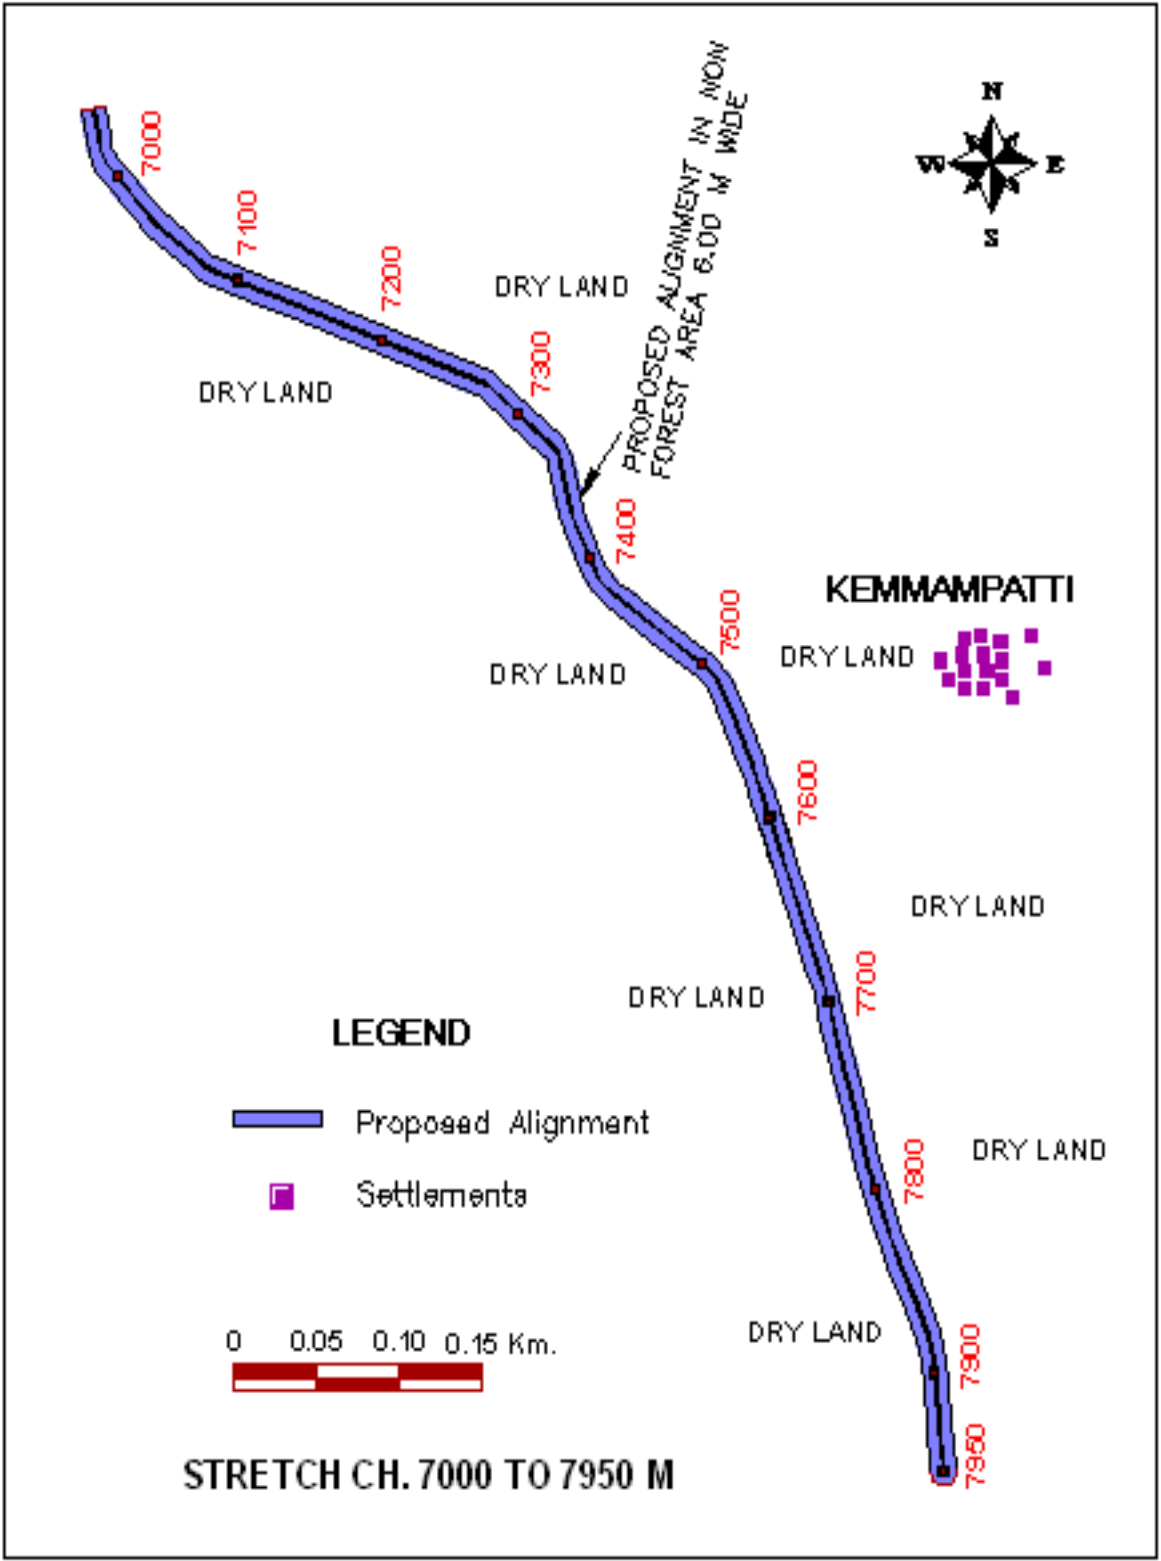 N
W E
S
7000
7100
7200
DRY LAND
PROPOSED ALIGNMENT IN NON
FOREST AREA 6.00 M WIDE
7300
DRY LAND
7400
KEMMAMPATTI
7500
DRY LAND
DRY LAND
7600
DRY LAND
7700
DRY LAND
LEGEND
Proposed Alignment
DRY LAND
7800
Settlements
DRY LAND
0 0.05 0.10 0.15 Km.
7900
7950
STRETCH CH. 7000 TO 7950 M